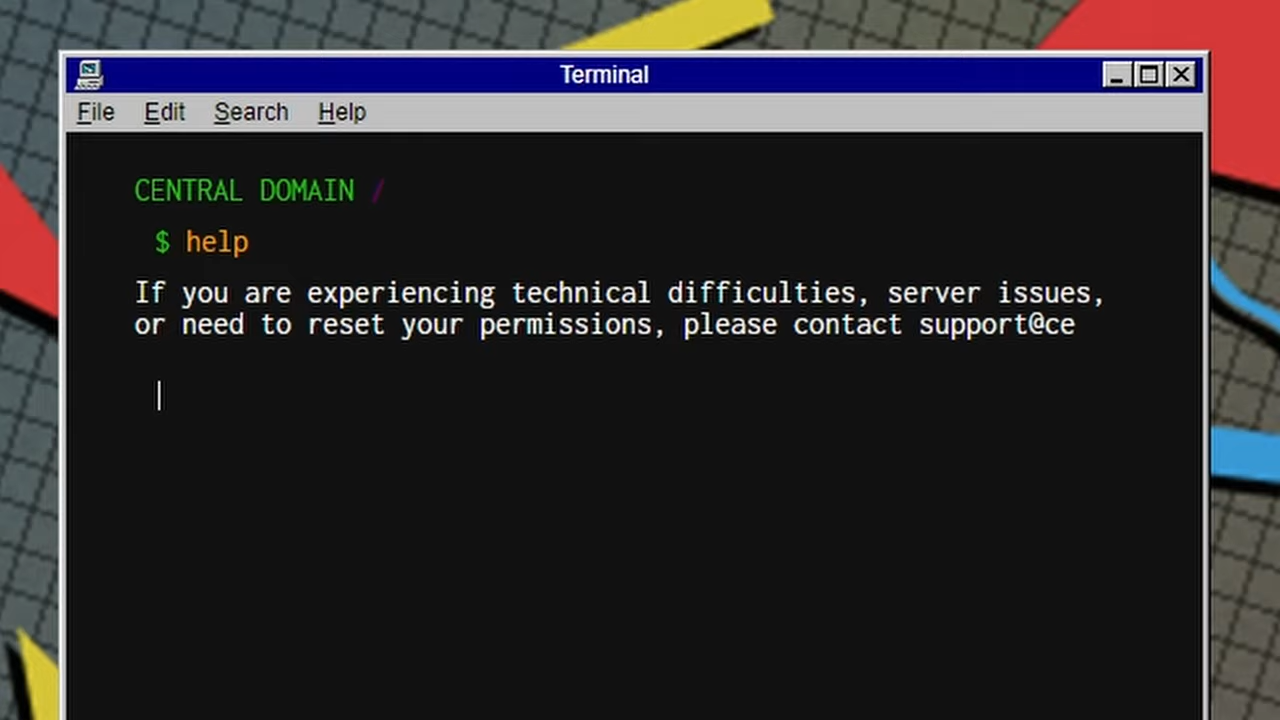 Terminal
File Edit Search Help
CENTRAL DOMAIN /
$ help
If you are experiencing technical difficulties, server issues,
or need to reset your permissions, please contact support@ce